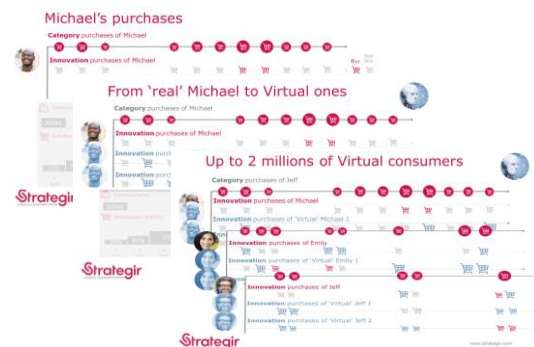 Michael's purchases
Category purchases of Michael
Innovation purchases of Michael
Buy
From 'real' Michael to Virtual ones
Category purchases of Michael
Innovation purchases of Michael
Innovation
Innovation
Strategir
Up to 2 millions of Virtual consumers
Category purchases of Jeff
Innovation purchases of Michael
Innovation purchases of 'Virtual' Michael 1
Innovation purchases of Emily
Innovation purchases of 'Virtual' Emily 1
Innovation purchases of Jeff
Innovation purchases of 'Virtual' Jeff 1
Innovation purchases of 'Virtual' Jeff 2
Strategir
Strategir
www.strategir.com